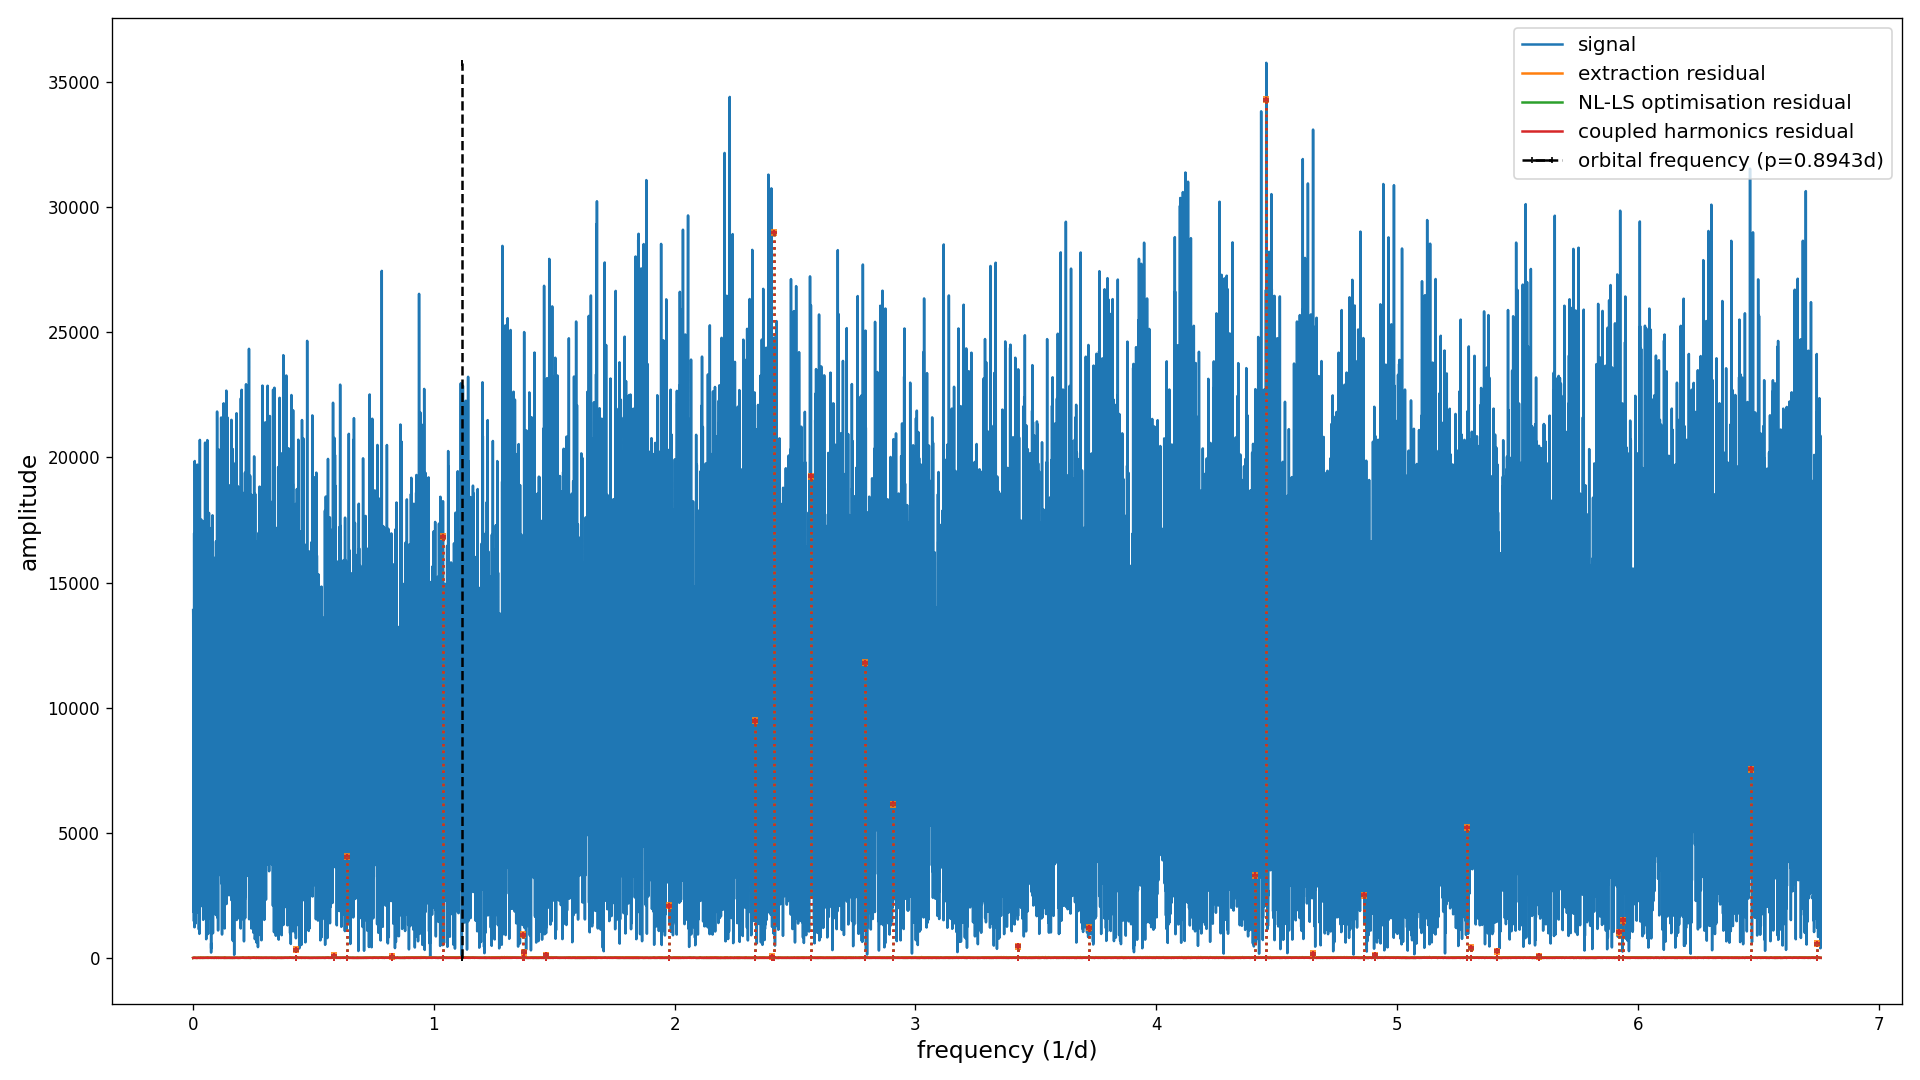 signal
extraction residual
NL-LS optimisation residual
coupled harmonics residual
orbital frequency (p=0.8943d)
35000
30000
25000
20000
15000
10000
5000
0
amplitude
0 1 2 3 4 5 6 7
frequency (1/d)